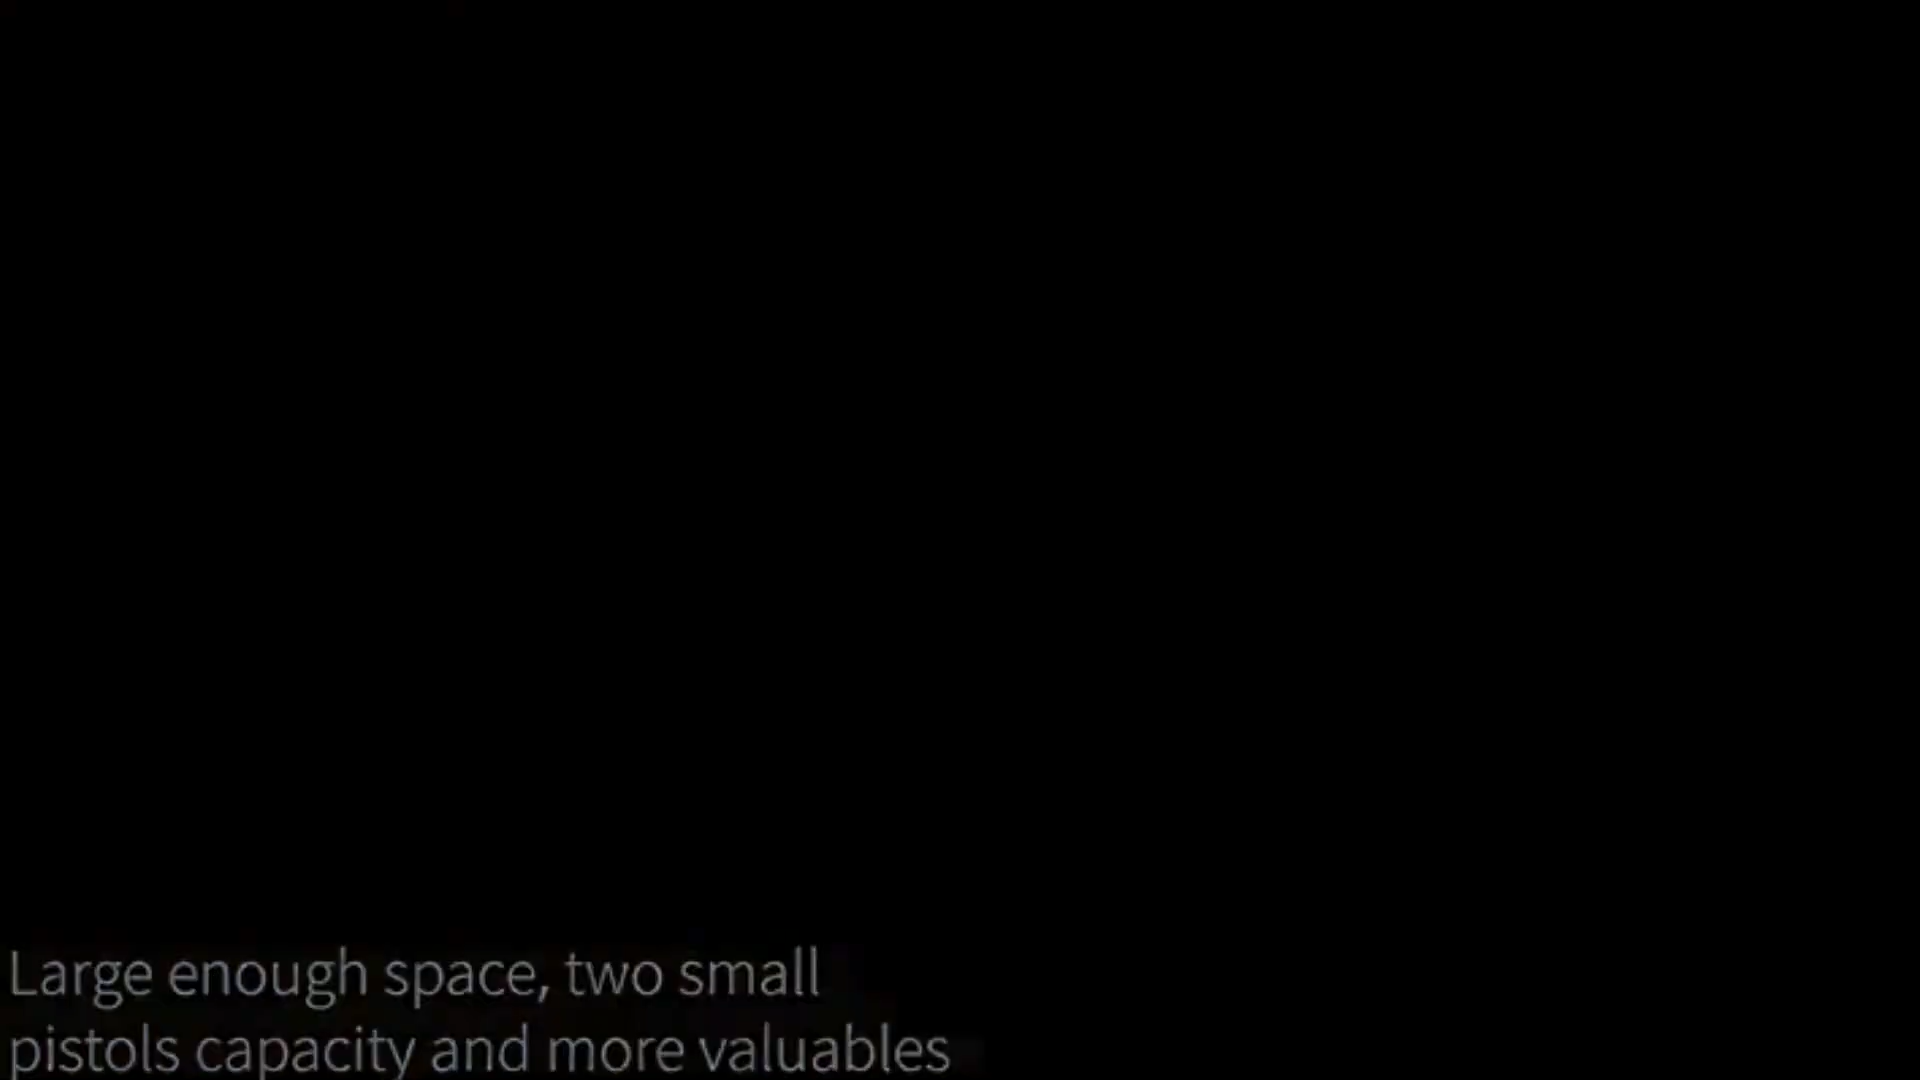 Large enough space, two small
pistols capacity and more valuables